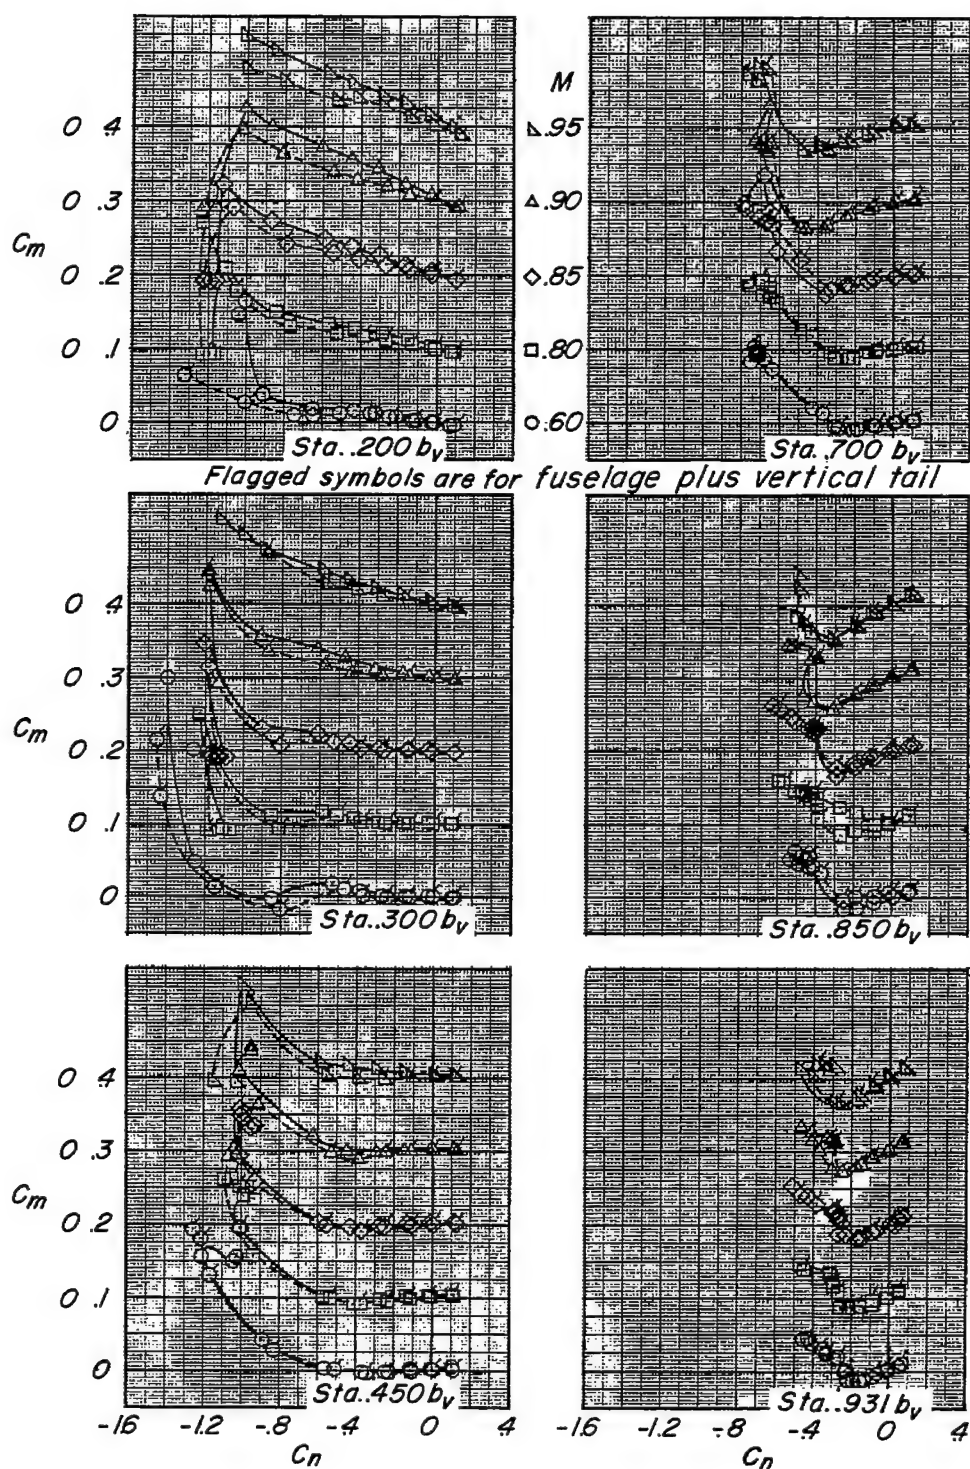 M
0 .4 .95
0 .3 .90
Cm
0 .2 .85
0 .1 .80
0 .60
Sta. .200 bv Sta. .700 bv
Flagged symbols are for fuselage plus vertical tail
0 .4
0 .3
Cm
0 .2
0 .1
0
Sta. .300 bv Sta. .850 bv
0 .4
0 .3
Cm
0 .2
0 .1
0
Sta. .450 bv Sta. .931 bv
-1.6 -1.2 -.8 -.4 0 .4 -1.2 -.8 -.4 0 .4
Cn Cn